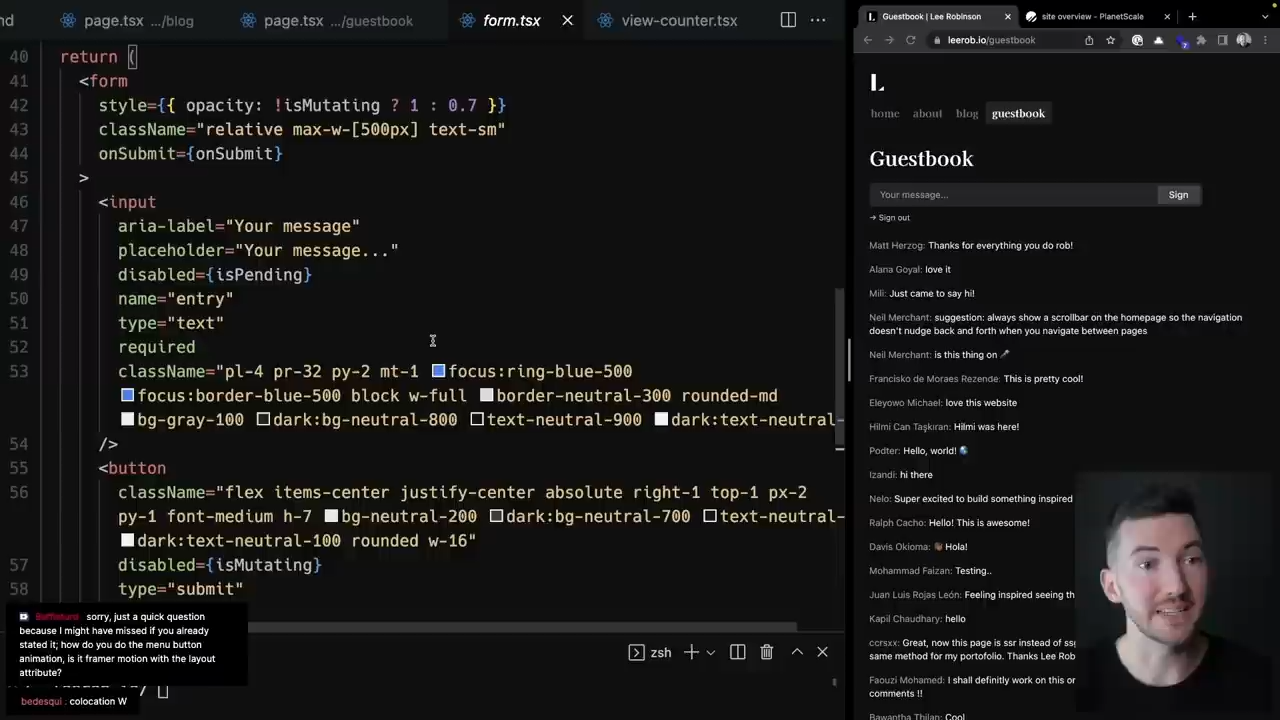 page.tsx .../blog
page.tsx .../guestbook
form.tsx
view-counter.tsx
40 return (
41 <form
42 style={{ opacity: !isMutating ? 1 : 0.7 }}
43 className="relative max-w-[500px] text-sm"
44 onSubmit={onSubmit}
45 >
46 <input
47 aria-label="Your message"
48 placeholder="Your message..."
49 disabled={isPending}
50 name="entry"
51 type="text"
52 required
53 className="pl-4 pr-32 py-2 mt-1 focus:ring-blue-500
focus:border-blue-500 block w-full border-neutral-300 rounded-md
bg-gray-100 dark:bg-neutral-800 text-neutral-900 dark:text-neutral-
54 />
55 <button
56 className="flex items-center justify-center absolute right-1 top-1 px-2
py-1 font-medium h-7 bg-neutral-200 dark:bg-neutral-700 text-neutral-
dark:text-neutral-100 rounded w-16"
57 disabled={isMutating}
58 type="submit"
sorry, just a quick question
because I might have missed if you already
stated it; how do you do the menu button
animation, is it framer motion with the layout
attribute?
bedesqui : colocation W
zsh
Guestbook | Lee Robinson
site overview - PlanetScale
leerob.io/guestbook
home about blog guestbook
Guestbook
Your message... Sign
→ Sign out
Matt Herzog: Thanks for everything you do rob!
Alana Goyal: love it
Mili: Just came to say hi!
Neil Merchant: suggestion: always show a scrollbar on the homepage so the navigation
doesn't nudge back and forth when you navigate between pages
Neil Merchant: is this thing on 🎤
Francisko de Moraes Rezende: This is pretty cool!
Eleyowo Michael: love this website
Hilmi Can Taşkıran: Hilmi was here!
Podter: Hello, world! 🌏
Izandi: hi there
Nelo: Super excited to build something inspired
Ralph Cacho: Hello! This is awesome!
Davis Okioma: 👋🏾 Hola!
Mohammad Faizan: Testing..
Juan Luis Rojas León: Feeling inspired seeing th
Kapil Chaudhary: hello
ccrsxx: Great, now this page is ssr instead of ssg
same method for my portofolio. Thanks Lee Rob
Faouzi Mohamed: I shall definitly work on this or
comments !!
Bawantha Thilan: Cool